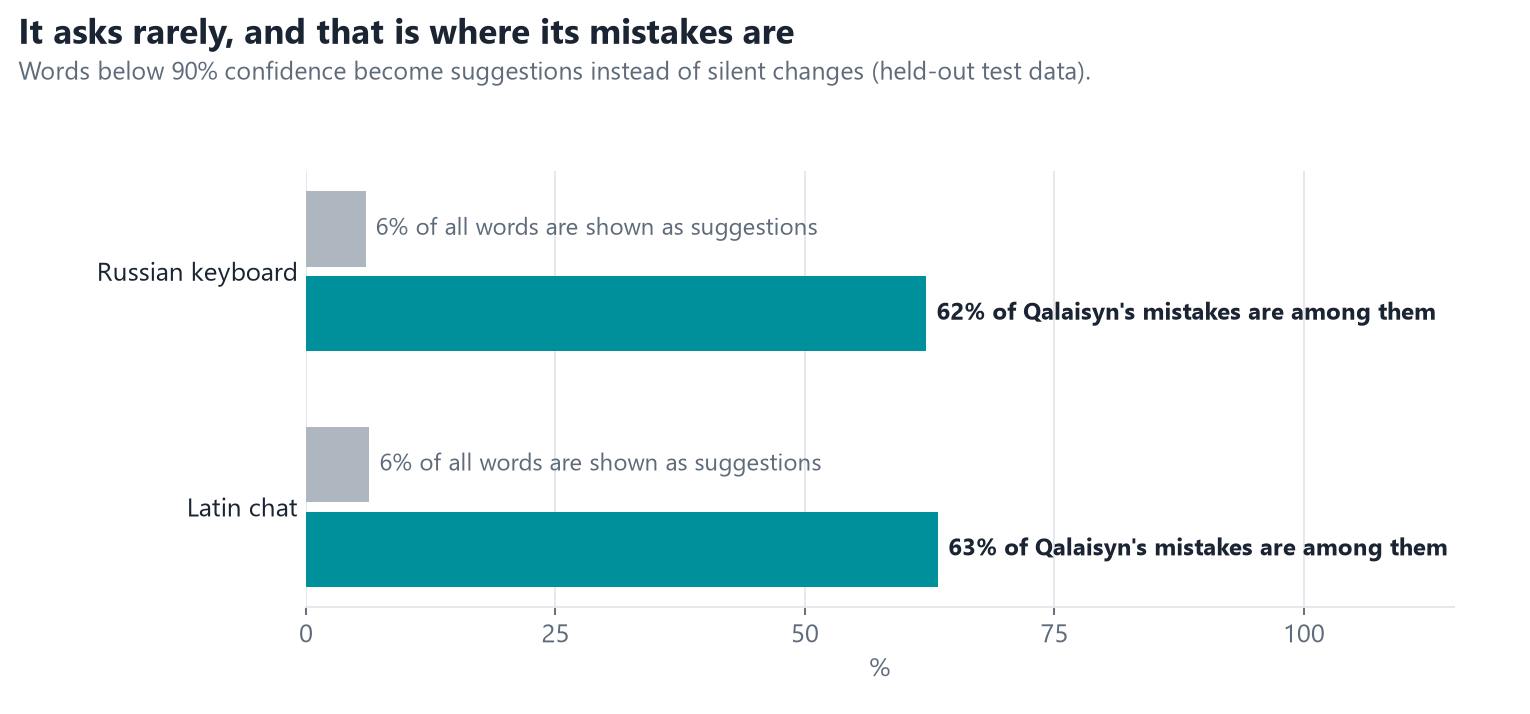 It asks rarely, and that is where its mistakes are
Words below 90% confidence become suggestions instead of silent changes (held-out test data).
6% of all words are shown as suggestions
Russian keyboard
62% of Qalaisyn's mistakes are among them
6% of all words are shown as suggestions
Latin chat
63% of Qalaisyn's mistakes are among them
0 25 50 75 100
%